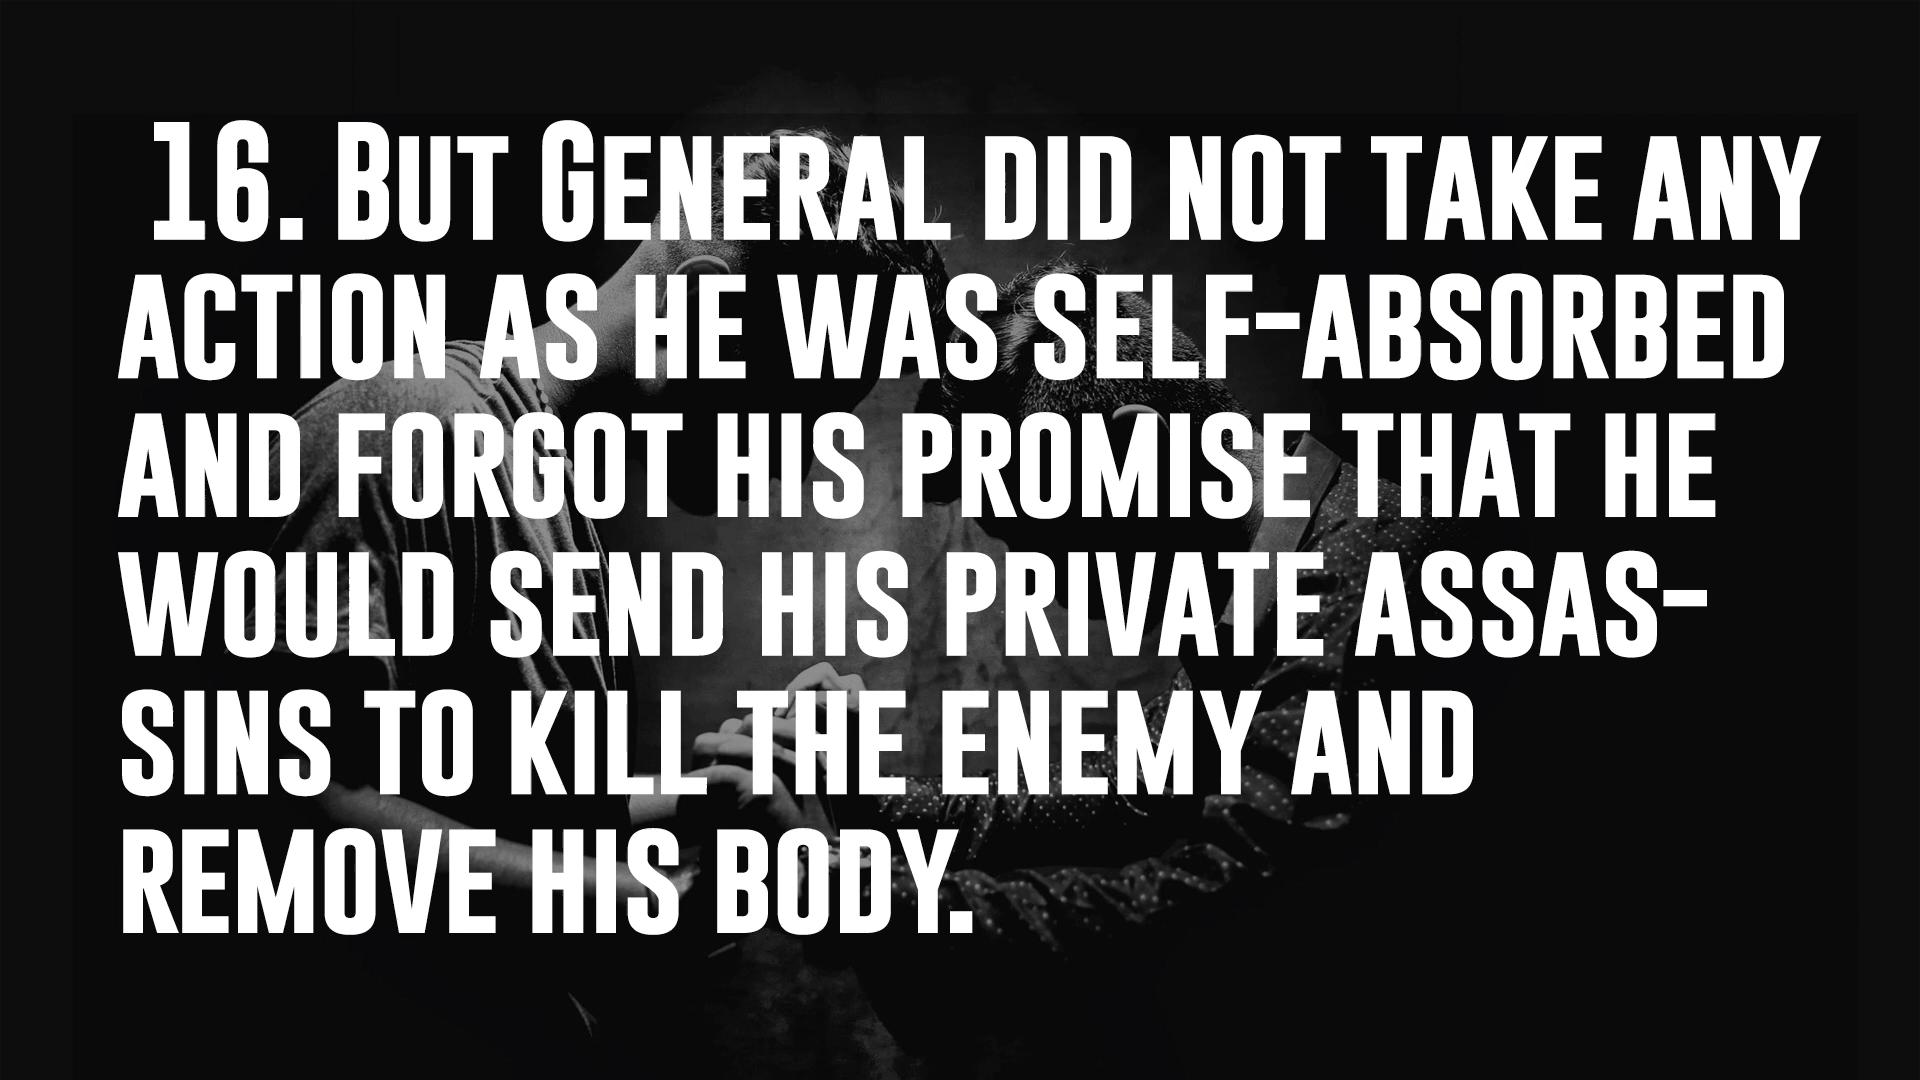 16. But General did not take any
action as he was self-absorbed
and forgot his promise that he
would send his private assas-
sins to kill the enemy and
remove his body.